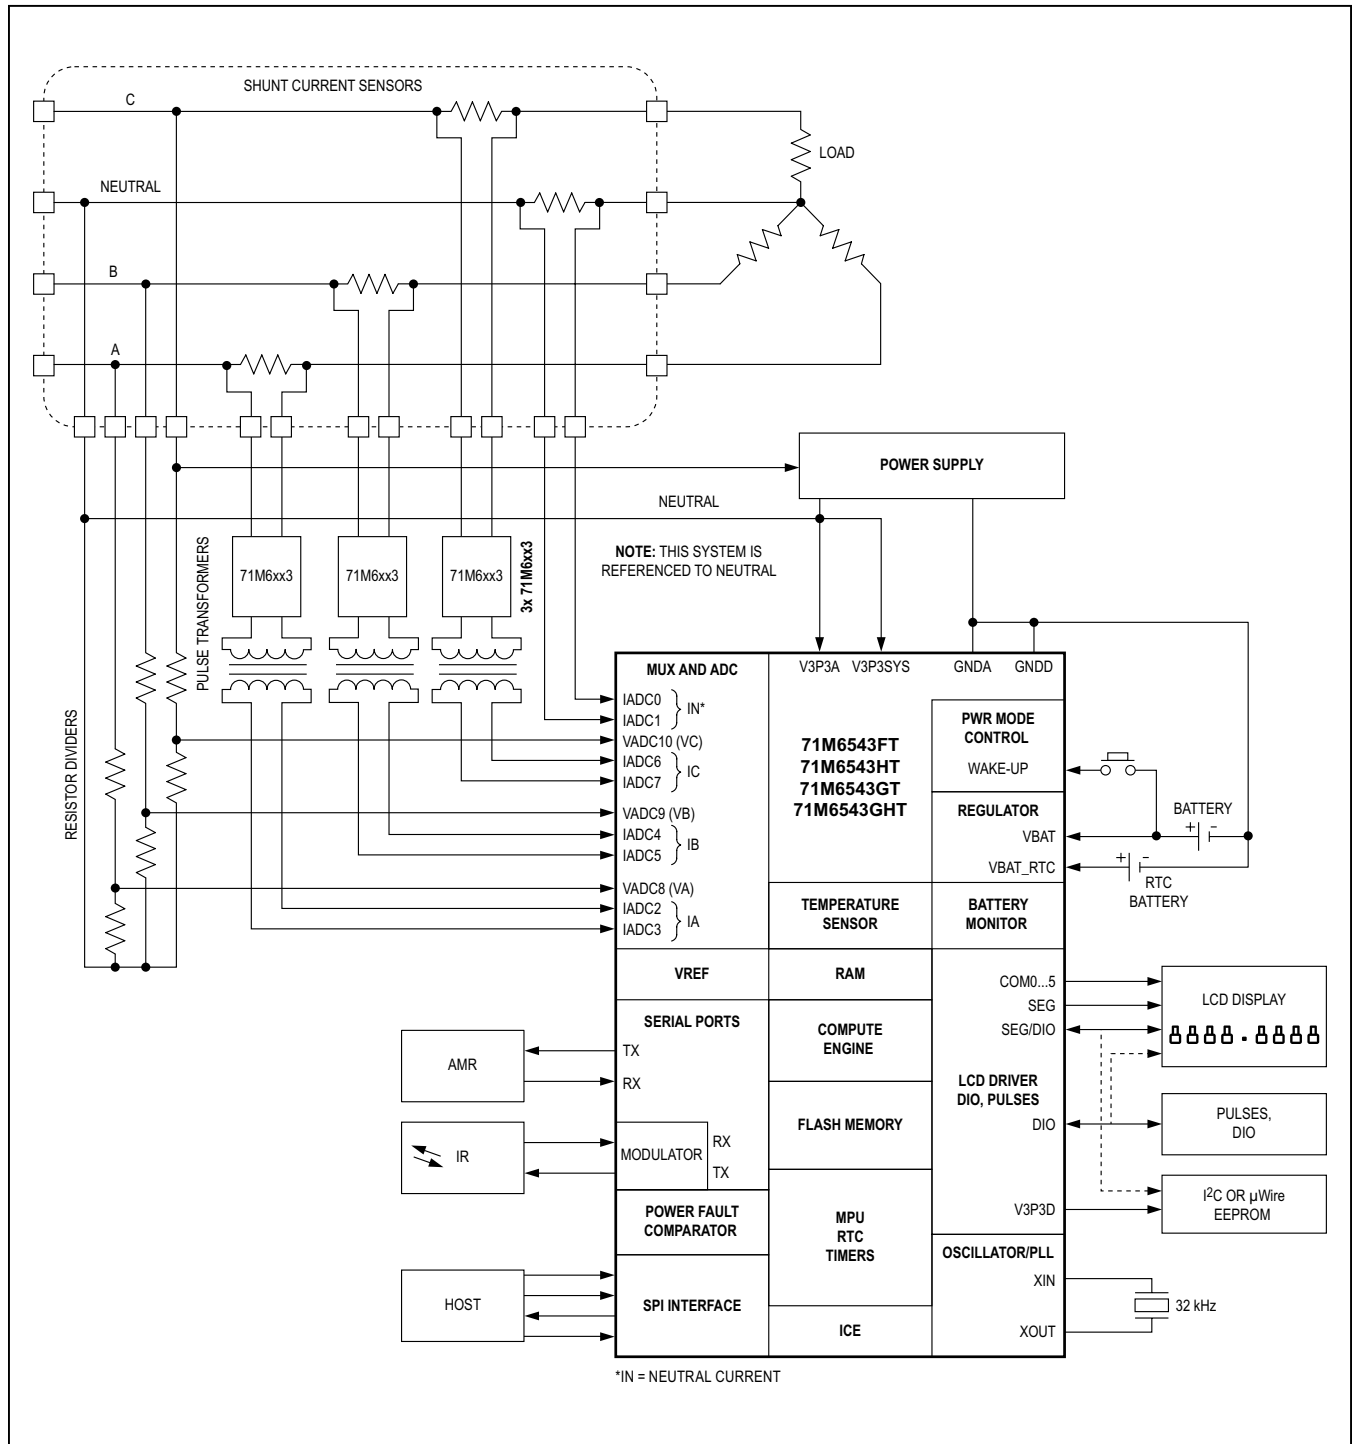 SHUNT CURRENT SENSORS
C
LOAD
NEUTRAL
B
A
POWER SUPPLY
NEUTRAL
NOTE: THIS SYSTEM IS
REFERENCED TO NEUTRAL
PULSE TRANSFORMERS
71M6xx3
71M6xx3
71M6xx3
3x 71M6xx3
RESISTOR DIVIDERS
MUX AND ADC
IADC0
IADC1
IN*
VADC10 (VC)
IADC6
IADC7
IC
VADC9 (VB)
IADC4
IADC5
IB
VADC8 (VA)
IADC2
IADC3
IA
V3P3A
V3P3SYS
GNDA
GNDD
71M6543FT
71M6543HT
71M6543GT
71M6543GHT
PWR MODE
CONTROL
WAKE-UP
REGULATOR
VBAT
VBAT_RTC
BATTERY
+ -
+ -
RTC
BATTERY
TEMPERATURE
SENSOR
BATTERY
MONITOR
VREF
RAM
COM0...5
SEG
SEG/DIO
LCD DISPLAY
8888.8888
SERIAL PORTS
TX
RX
AMR
COMPUTE
ENGINE
LCD DRIVER
DIO, PULSES
DIO
PULSES,
DIO
FLASH MEMORY
IR
MODULATOR
RX
TX
V3P3D
I²C OR µWire
EEPROM
POWER FAULT
COMPARATOR
MPU
RTC
TIMERS
OSCILLATOR/PLL
XIN
32 kHz
XOUT
HOST
SPI INTERFACE
ICE
*IN = NEUTRAL CURRENT